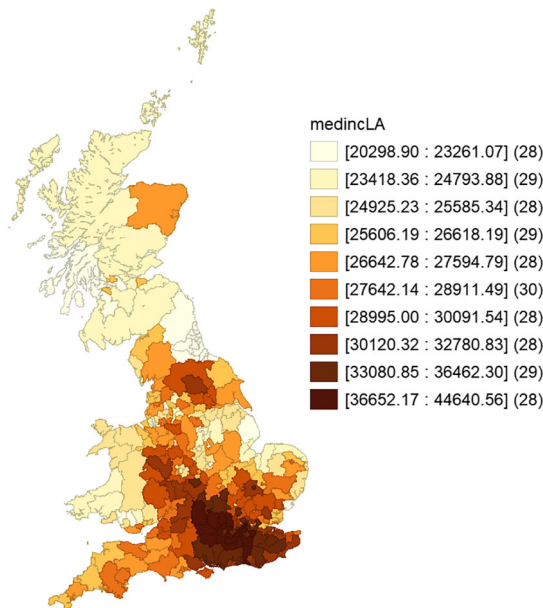 medincLA
[20298.90 : 23261.07] (28)
[23418.36 : 24793.88] (29)
[24925.23 : 25585.34] (28)
[25606.19 : 26618.19] (29)
[26642.78 : 27594.79] (28)
[27642.14 : 28911.49] (30)
[28995.00 : 30091.54] (28)
[30120.32 : 32780.83] (28)
[33080.85 : 36462.30] (29)
[36652.17 : 44640.56] (28)